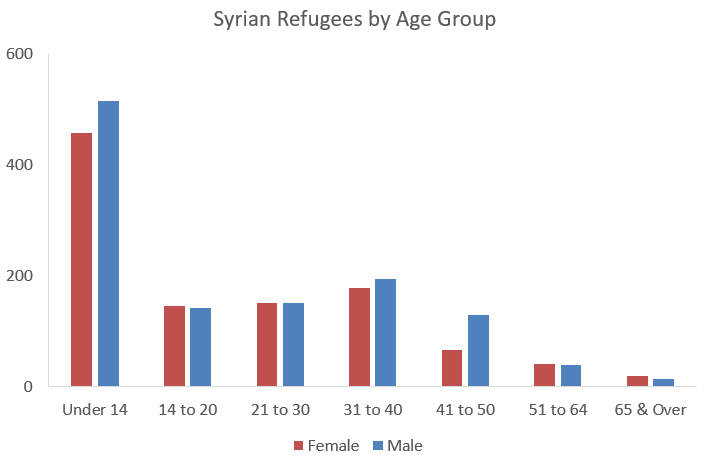 Syrian Refugees by Age Group
600
400
200
0
Under 14 14 to 20 21 to 30 31 to 40 41 to 50 51 to 64 65 & Over
Female Male